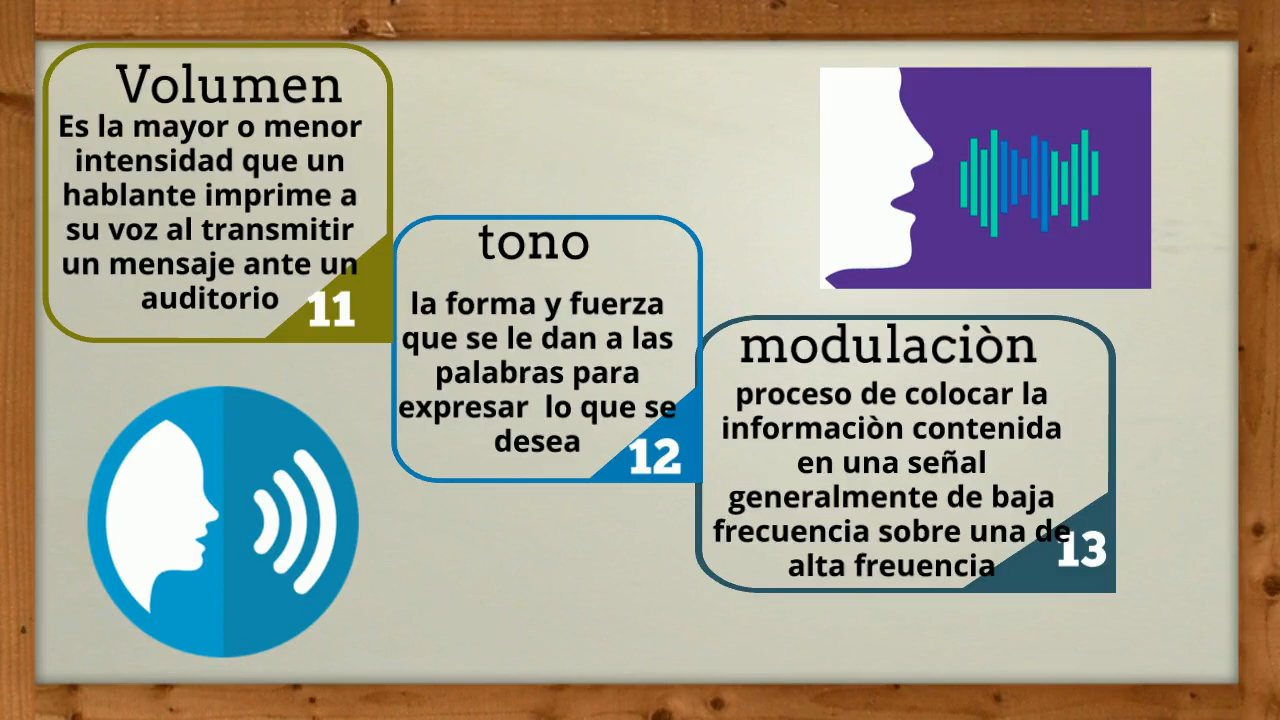 Volumen
Es la mayor o menor
intensidad que un
hablante imprime a
su voz al transmitir
un mensaje ante un
auditorio
11
tono
la forma y fuerza
que se le dan a las
palabras para
expresar lo que se
desea
12
modulaciòn
proceso de colocar la
informaciòn contenida
en una señal
generalmente de baja
frecuencia sobre una de
alta freuencia
13